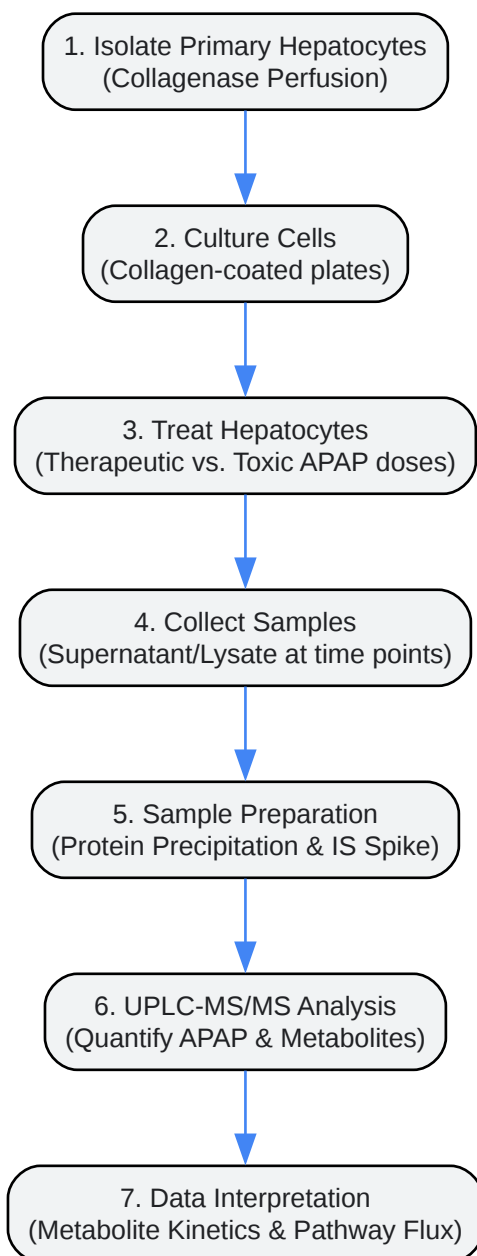 1. Isolate Primary Hepatocytes
(Collagenase Perfusion)
2. Culture Cells
(Collagen-coated plates)
3. Treat Hepatocytes
(Therapeutic vs. Toxic APAP doses)
4. Collect Samples
(Supernatant/Lysate at time points)
5. Sample Preparation
(Protein Precipitation & IS Spike)
6. UPLC-MS/MS Analysis
(Quantify APAP & Metabolites)
7. Data Interpretation
(Metabolite Kinetics & Pathway Flux)